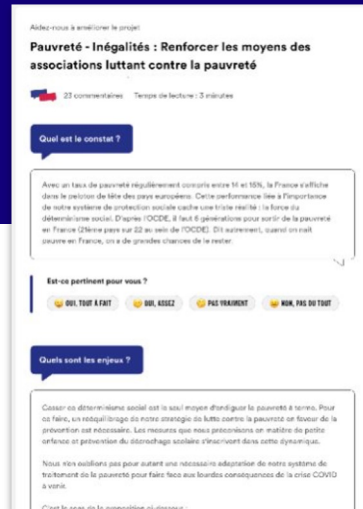 Aidez-nous à améliorer le projet
Pauvreté - Inégalités : Renforcer les moyens des
associations luttant contre la pauvreté
23 commentaires Temps de lecture : 3 minutes
Quel est le constat ?
Avec un taux de pauvreté régulièrement compris entre 14 et 15%, la France s'affiche
dans le peloton de tête des pays européens. Cette performance liée à l'importance
de notre système de protection sociale cache une triste réalité : la force du
déterminisme social. D'après l'OCDE, il faut 6 générations pour sortir de la pauvreté
en France (21ème pays sur 22 au sein de l'OCDE). Dit autrement, quand on naît
pauvre en France, on a de grandes chances de le rester.
Est-ce pertinent pour vous ?
OUI, TOUT À FAIT OUI, ASSEZ PAS VRAIMENT NON, PAS DU TOUT
Quels sont les enjeux ?
Casser ce déterminisme social est le seul moyen d'endiguer la pauvreté à terme. Pour
ce faire, un rééquilibrage de notre stratégie de lutte contre la pauvreté en faveur de la
prévention est nécessaire. Les mesures que nous préconisons en matière de petite
enfance et prévention du décrochage scolaire s'inscrivent dans cette dynamique.
Nous n'en oublions pas pour autant une nécessaire adaptation de notre système de
traitement de la pauvreté pour faire face aux lourdes conséquences de la crise COVID
à venir.
C'est le sens de la proposition ci-dessous :